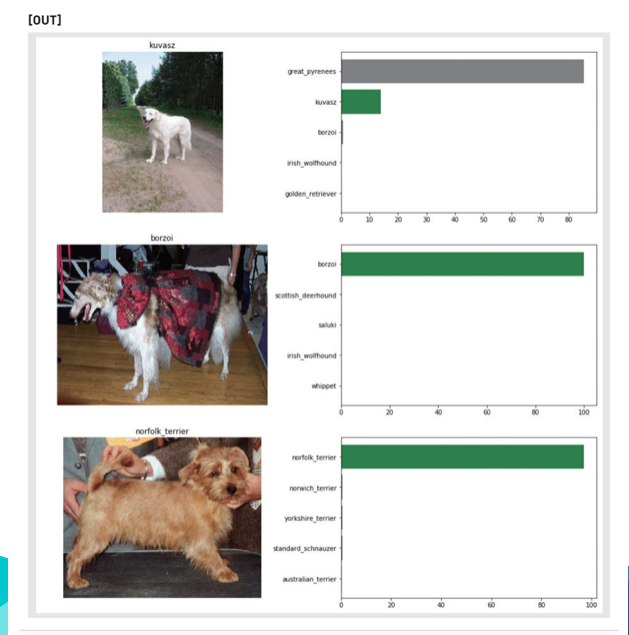 [OUT]
kuvasz
great_pyrenees
kuvasz
borzoi
irish_wolfhound
golden_retriever
0 10 20 30 40 50 60 70 80
borzoi
borzoi
scottish_deerhound
saluki
irish_wolfhound
whippet
0 20 40 60 80 100
norfolk_terrier
norfolk_terrier
norwich_terrier
yorkshire_terrier
standard_schnauzer
australian_terrier
0 20 40 60 80 100